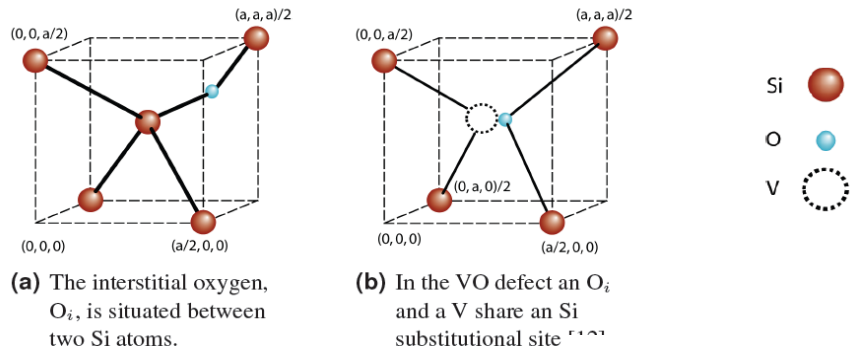 (a, a, a)/2
(0, 0, a/2)
(0, 0, 0)
(a/2, 0, 0)
(a, a, a)/2
(0, 0, a/2)
(0, a, 0)/2
(0, 0, 0)
(a/2, 0, 0)
Si
O
V
(a) The interstitial oxygen,
Oᵢ, is situated between
two Si atoms.
(b) In the VO defect an Oᵢ
and a V share an Si
substitutional site